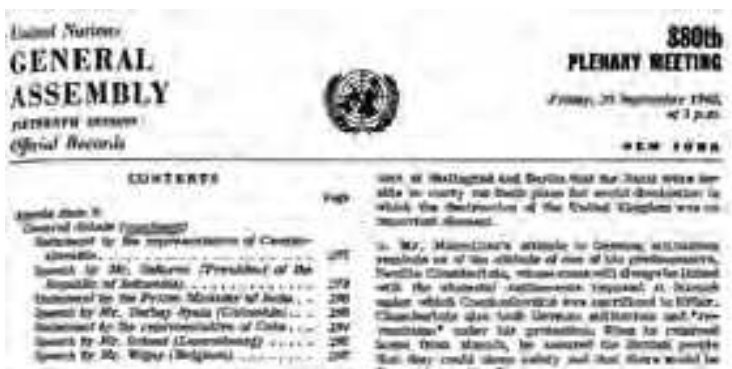 United Nations
GENERAL
ASSEMBLY
FIFTEENTH SESSION
Official Records
880th
PLENARY MEETING
Friday, 30 September 1960,
at 3 p.m.
NEW YORK
CONTENTS
Page
Agenda item 9:
General debate (continued)
Statement by the representative of Czecho-
slovakia
Speech by Mr. Sukarno (President of the
Republic of Indonesia)
Statement by the Prime Minister of India
Speech by Mr. Turbay Ayala (Colombia)
Statement by the representative of Cuba
Speech by Mr. Schaus (Luxembourg)
Speech by Mr. Wigny (Belgium)
at Stalingrad and Berlin that the Nazis were
able to carry out their plans for world domination in
which the destruction of the United Kingdom was an
important element.
Mr. Macmillan's attitude to German militarism
reminds us of the attitude of one of his predecessors,
Neville Chamberlain, whose name will always be linked
with the shameful at Munich
under which Czechoslovakia was sacrificed to Hitler.
Chamberlain also took German militarism and "re-
vanchism" under his protection. When he returned
home from Munich, he assured the British people
that they could sleep safely and that there would be